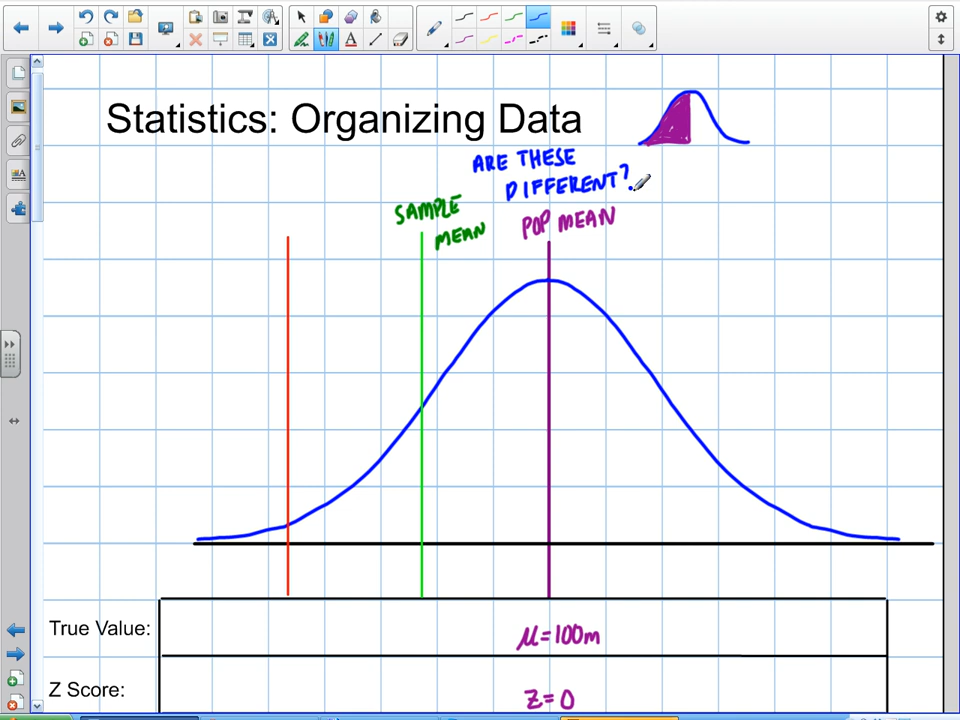 Statistics: Organizing Data
ARE THESE
DIFFERENT?
SAMPLE
MEAN
POP MEAN
True Value:
μ=100m
Z Score:
Z=0